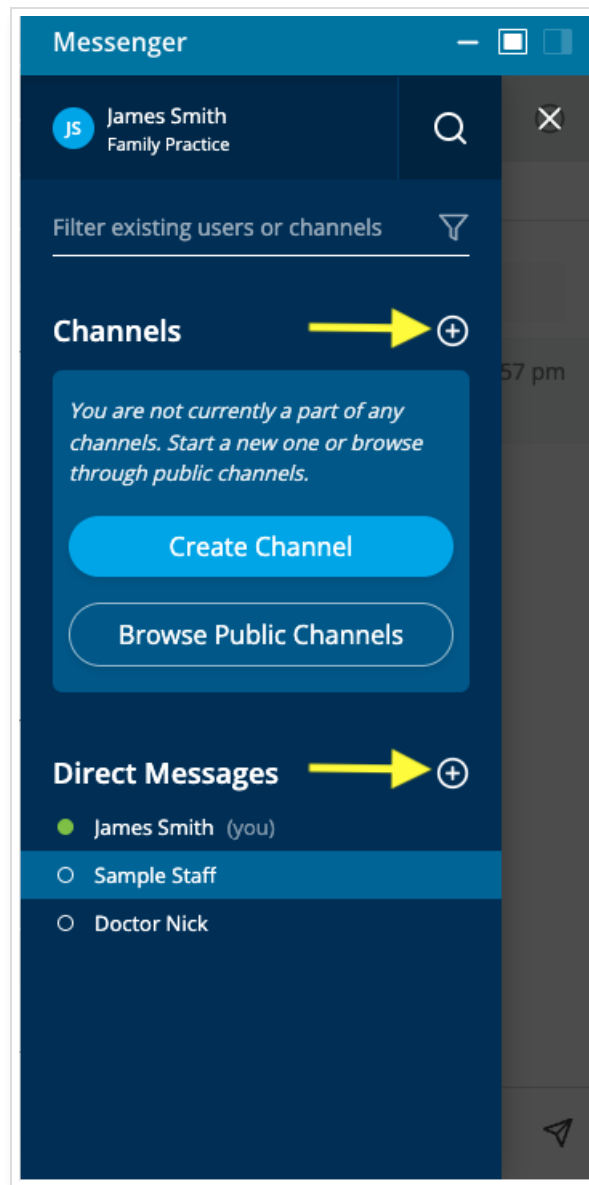 Messenger
JS
James Smith
Family Practice
Filter existing users or channels
Channels
57 pm
You are not currently a part of any
channels. Start a new one or browse
through public channels.
Create Channel
Browse Public Channels
Direct Messages
James Smith (you)
Sample Staff
Doctor Nick